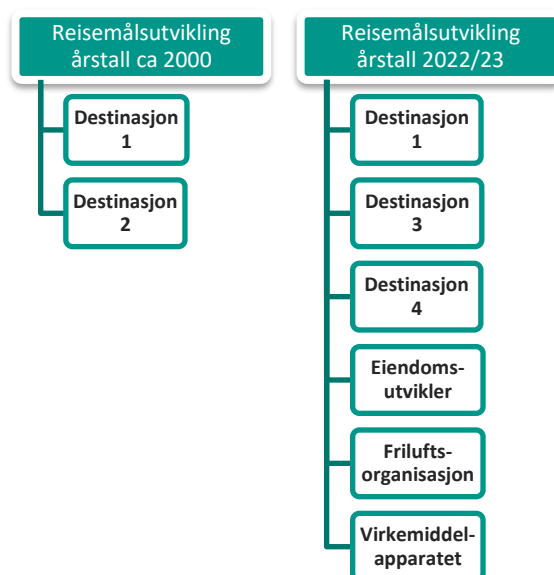 Reisemålsutvikling
årstall ca 2000
Destinasjon
1
Destinasjon
2
Reisemålsutvikling
årstall 2022/23
Destinasjon
1
Destinasjon
3
Destinasjon
4
Eiendoms-
utvikler
Frilufts-
organisasjon
Virkemiddel-
apparatet